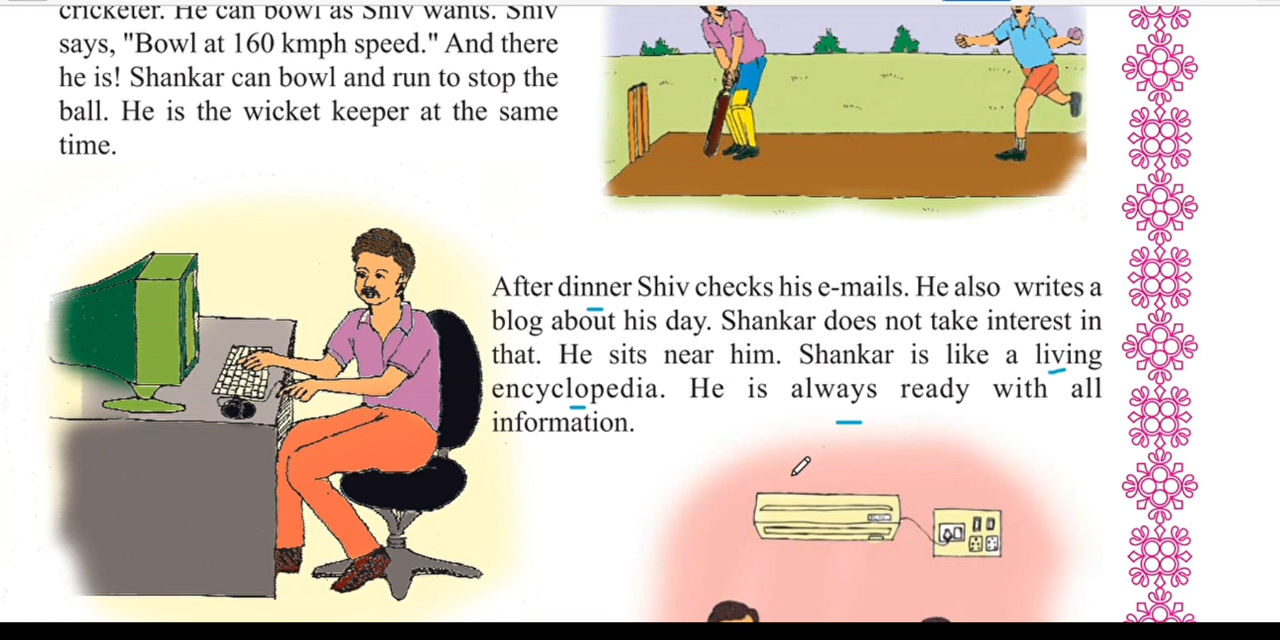 cricketer. He can bowl as Shiv wants. Shiv
says, "Bowl at 160 kmph speed." And there
he is! Shankar can bowl and run to stop the
ball. He is the wicket keeper at the same
time.
After dinner Shiv checks his e-mails. He also writes a
blog about his day. Shankar does not take interest in
that. He sits near him. Shankar is like a living
encyclopedia. He is always ready with all
information.